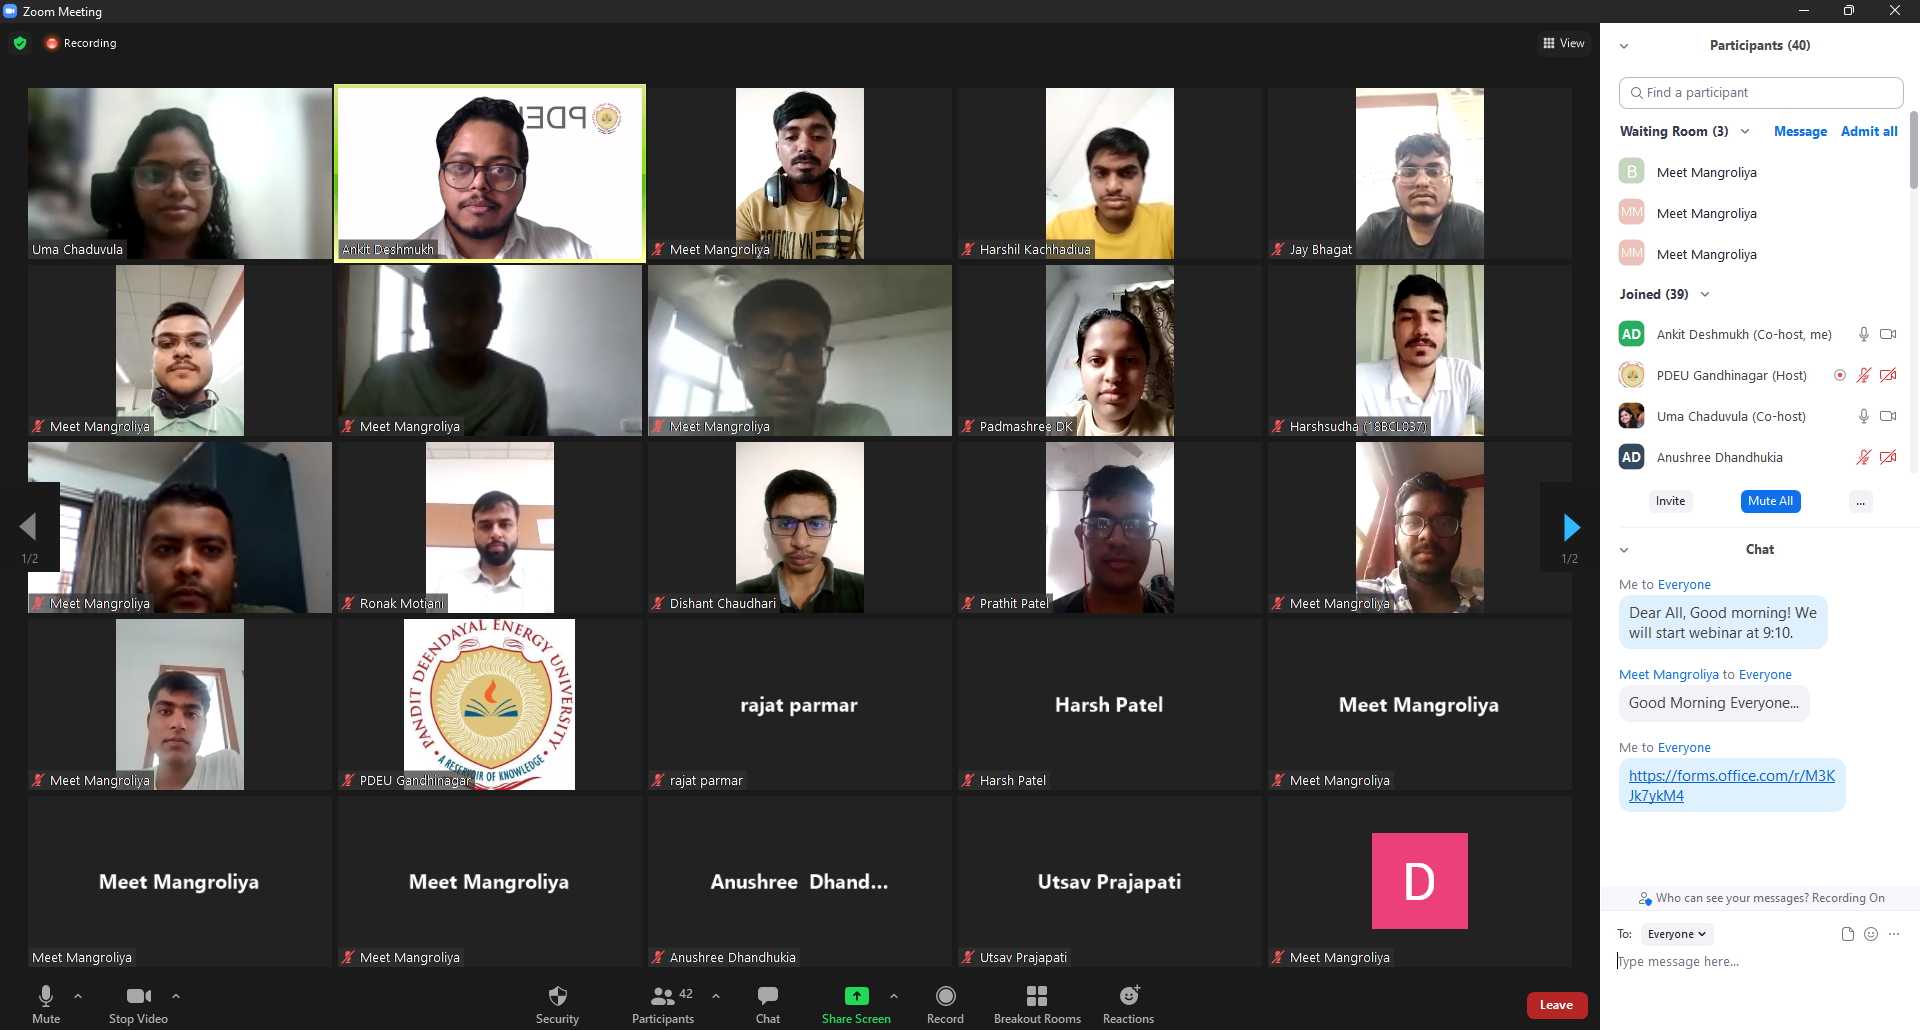 Zoom Meeting
Recording
View
Uma Chaduvula
PDE
Ankit Deshmukh
Meet Mangroliya
Harshil Kachhadiua
Jay Bhagat
Meet Mangroliya
Meet Mangroliya
Meet Mangroliya
Padmashree DK
Harshsudha (18BCL037)
Meet Mangroliya
Ronak Motiani
Dishant Chaudhari
Prathit Patel
Meet Mangroliya
1/2
1/2
Meet Mangroliya
PANDIT DEENDAYAL ENERGY UNIVERSITY
A RESERVOIR OF KNOWLEDGE
PDEU Gandhinagar
rajat parmar
rajat parmar
Harsh Patel
Harsh Patel
Meet Mangroliya
Meet Mangroliya
Meet Mangroliya
Meet Mangroliya
Meet Mangroliya
Meet Mangroliya
Anushree Dhand...
Anushree Dhandhukia
Utsav Prajapati
Utsav Prajapati
D
Meet Mangroliya
Mute
Stop Video
Security
42
Participants
Chat
Share Screen
Record
Breakout Rooms
Reactions
Leave
Participants (40)
Find a participant
Waiting Room (3)
Message
Admit all
B
Meet Mangroliya
MM
Meet Mangroliya
MM
Meet Mangroliya
Joined (39)
AD
Ankit Deshmukh (Co-host, me)
PDEU Gandhinagar (Host)
Uma Chaduvula (Co-host)
AD
Anushree Dhandhukia
Invite
Mute All
...
Chat
Me to Everyone
Dear All, Good morning! We
will start webinar at 9:10.
Meet Mangroliya to Everyone
Good Morning Everyone...
Me to Everyone
https://forms.office.com/r/M3K
Jk7ykM4
Who can see your messages? Recording On
To: Everyone
Type message here...